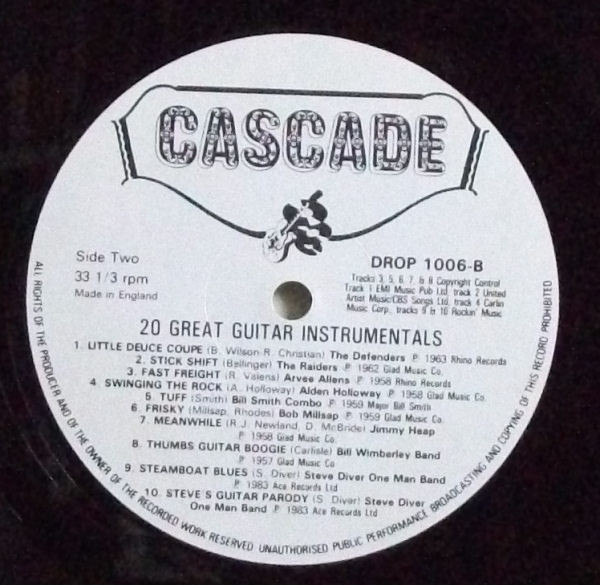 CASCADE
Side Two
33 1/3 rpm
Made in England
DROP 1006-B
Tracks 3, 5, 6, 7, & 8 Copyright Control
Track 1 EMI Music Pub Ltd, track 2 United
Artist Music/CBS Songs Ltd, track 4 Carlin
Music Corp, tracks 9 & 10 Rockin' Music
20 GREAT GUITAR INSTRUMENTALS
1. LITTLE DEUCE COUPE (B. Wilson-R. Christian) The Defenders ℗ 1963 Rhino Records
2. STICK SHIFT (Bellinger) The Raiders ℗ 1962 Glad Music Co.
3. FAST FREIGHT (R. Valens) Arvee Allens ℗ 1958 Rhino Records
4. SWINGING THE ROCK (A. Holloway) Alden Holloway ℗ 1958 Glad Music Co.
5. TUFF (Smith) Bill Smith Combo ℗ 1959 Major Bill Smith
6. FRISKY (Millsap, Rhodes) Bob Millsap ℗ 1959 Glad Music Co.
7. MEANWHILE (R.J. Newland, D. McBride) Jimmy Heap
℗ 1958 Glad Music Co.
8. THUMBS GUITAR BOOGIE (Carlisle) Bill Wimberley Band
℗ 1957 Glad Music Co
9. STEAMBOAT BLUES (S. Diver) Steve Diver One Man Band
℗ 1983 Ace Records Ltd
10. STEVE'S GUITAR PARODY (S. Diver) Steve Diver
One Man Band ℗ 1983 Ace Records Ltd
ALL RIGHTS OF THE PRODUCER AND OF THE OWNER OF THE RECORDED WORK RESERVED UNAUTHORISED PUBLIC PERFORMANCE BROADCASTING AND COPYING OF THIS RECORD PROHIBITED